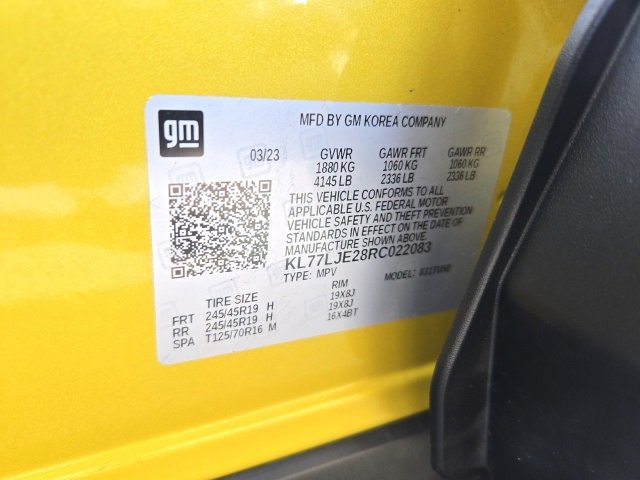 gm
MFD BY GM KOREA COMPANY
03/23 GVWR GAWR FRT GAWR RR
1880 KG 1060 KG 1060 KG
4145 LB 2336 LB 2336 LB
THIS VEHICLE CONFORMS TO ALL
APPLICABLE U.S. FEDERAL MOTOR
VEHICLE SAFETY AND THEFT PREVENTION
STANDARDS IN EFFECT ON THE DATE OF
MANUFACTURE SHOWN ABOVE.
KL77LJE28RC022083
TYPE: MPV MODEL:
TIRE SIZE RIM
FRT 245/45R19 H 19X8J
RR 245/45R19 H 19X8J
SPA T125/70R16 M 16X4BT